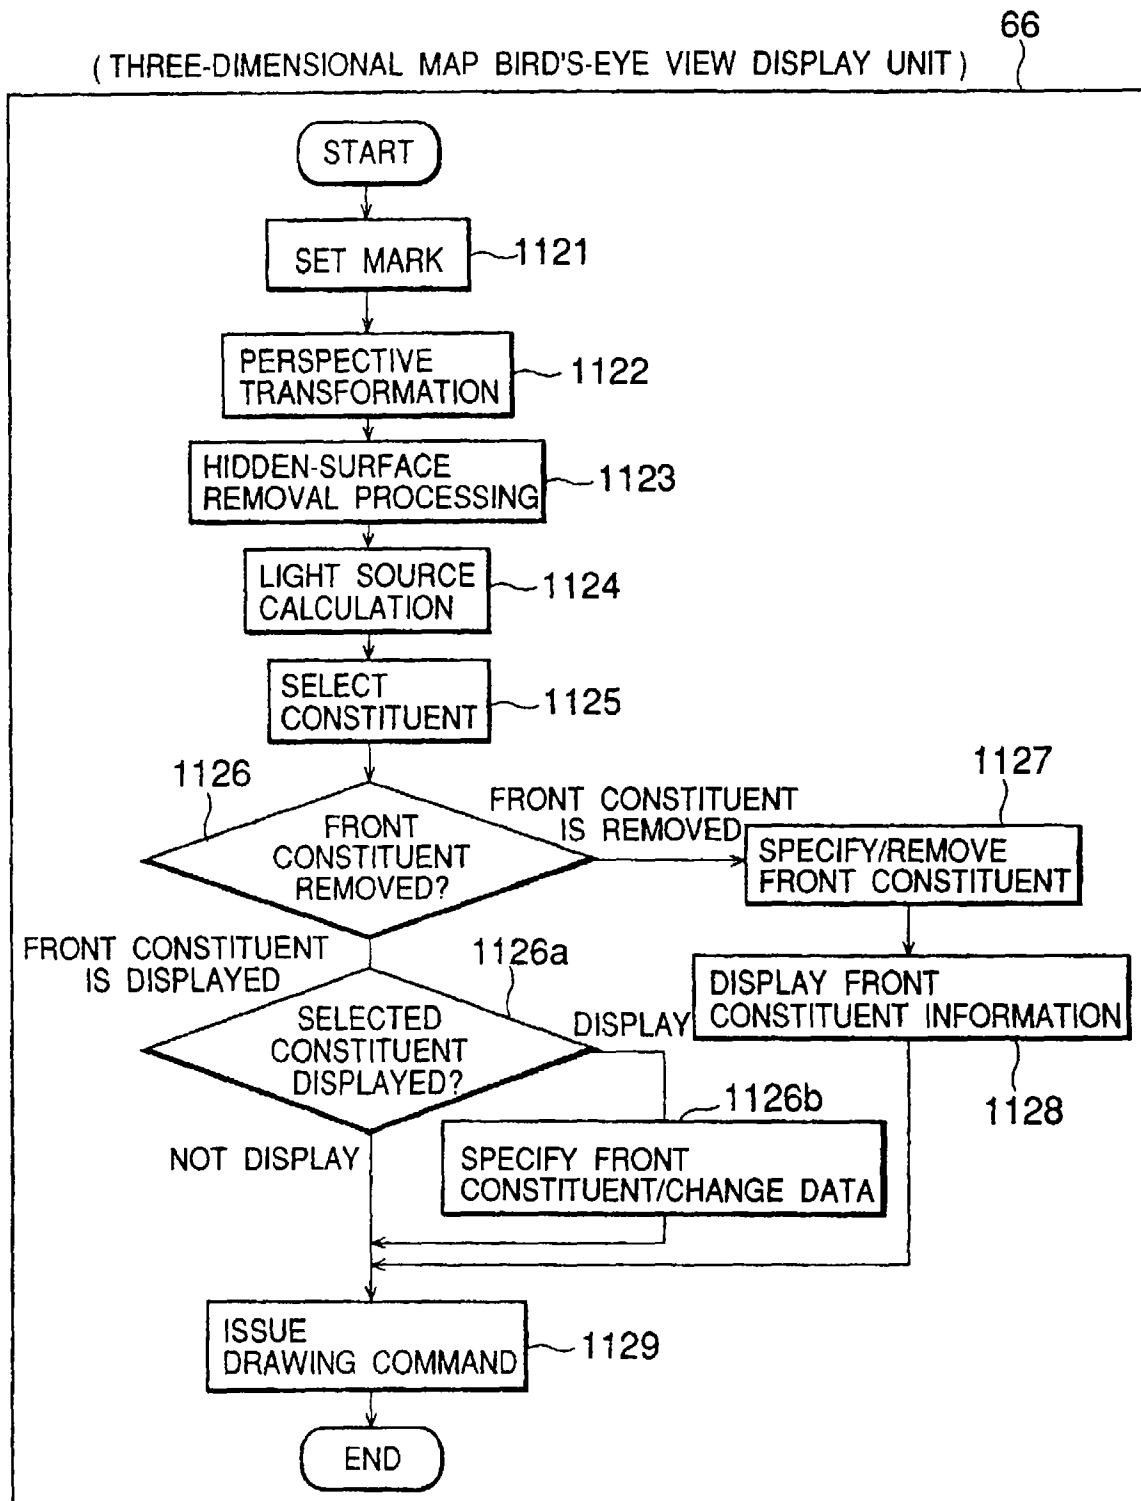 66
( THREE-DIMENSIONAL MAP BIRD'S-EYE VIEW DISPLAY UNIT )
START
SET MARK
1121
PERSPECTIVE
TRANSFORMATION
1122
HIDDEN-SURFACE
REMOVAL PROCESSING
1123
LIGHT SOURCE
CALCULATION
1124
SELECT
CONSTITUENT
1125
1126
FRONT
CONSTITUENT
REMOVED?
FRONT CONSTITUENT
IS REMOVED
1127
SPECIFY/REMOVE
FRONT CONSTITUENT
FRONT CONSTITUENT
IS DISPLAYED
1126a
SELECTED
CONSTITUENT
DISPLAYED?
DISPLAY
DISPLAY FRONT
CONSTITUENT INFORMATION
1128
1126b
NOT DISPLAY
SPECIFY FRONT
CONSTITUENT/CHANGE DATA
ISSUE
DRAWING COMMAND
1129
END